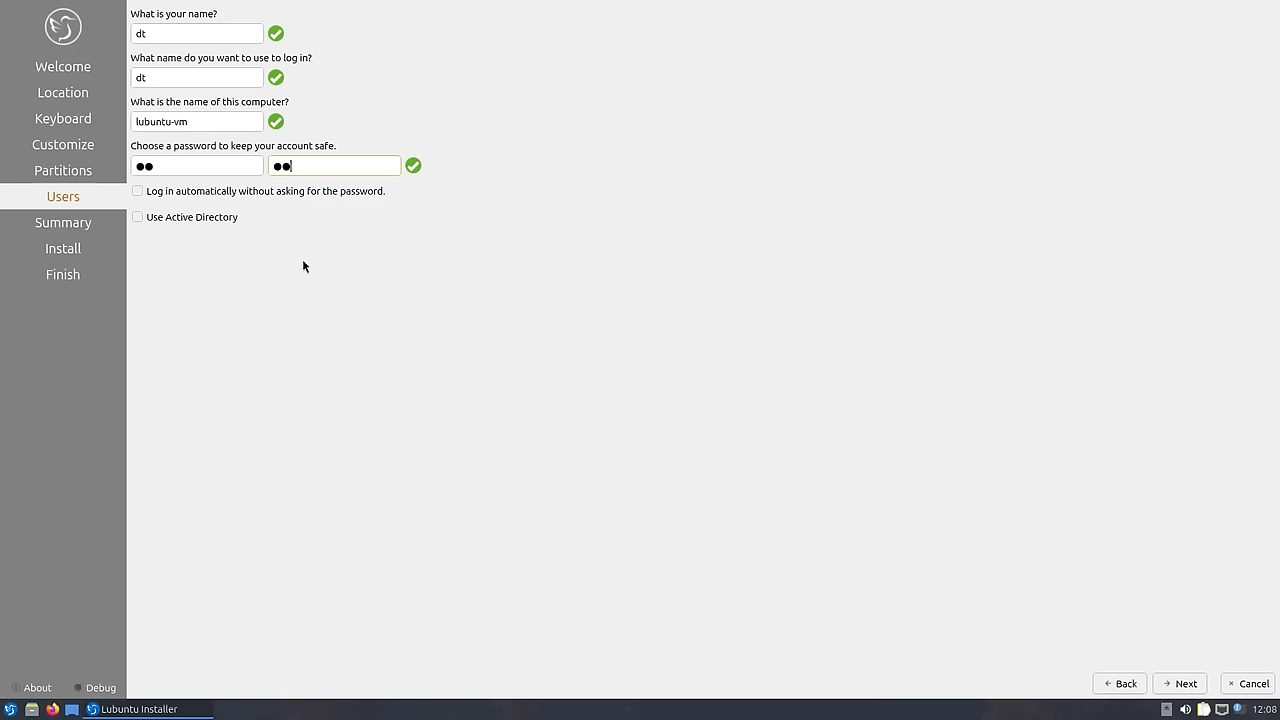 What is your name?
dt
What name do you want to use to log in?
dt
What is the name of this computer?
lubuntu-vm
Choose a password to keep your account safe.
●● ●●
Log in automatically without asking for the password.
Use Active Directory
Welcome
Location
Keyboard
Customize
Partitions
Users
Summary
Install
Finish
About Debug
Back Next Cancel
Lubuntu Installer 12:08